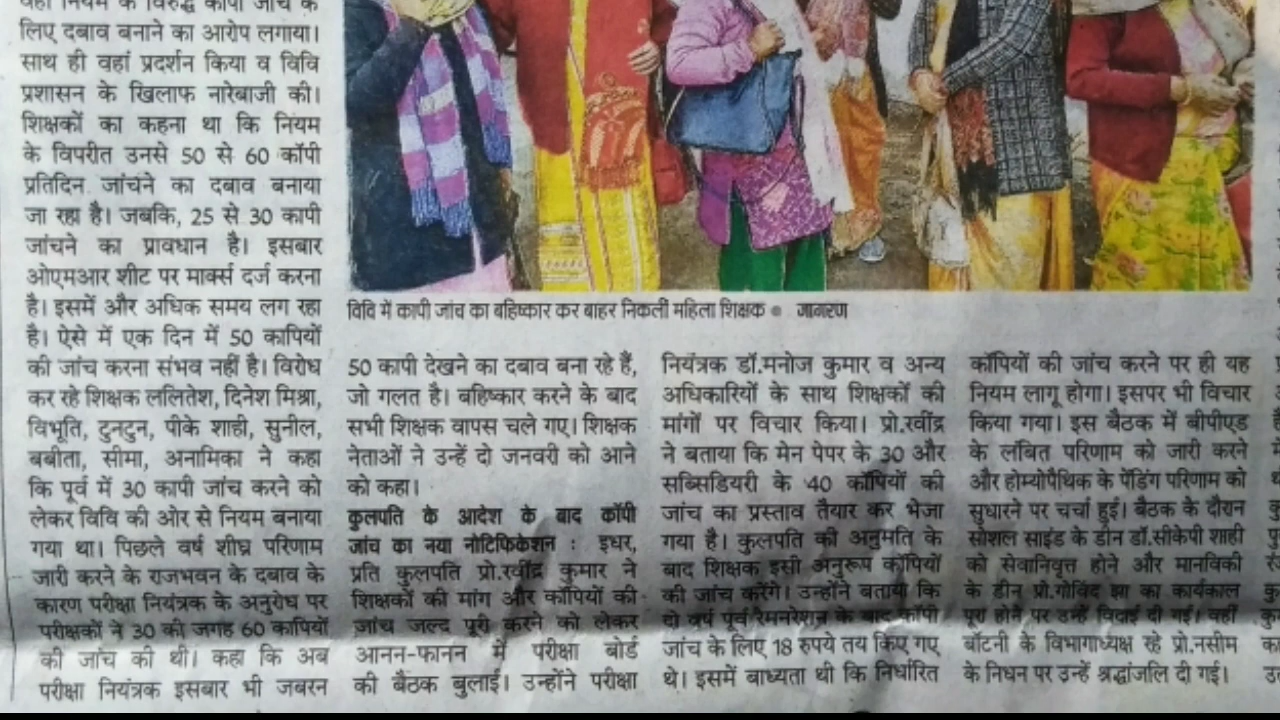 वहीं नियम के विरुद्ध कॉपी जांच के
लिए दबाव बनाने का आरोप लगाया।
साथ ही वहां प्रदर्शन किया व विवि
प्रशासन के खिलाफ नारेबाजी की।
शिक्षकों का कहना था कि नियम
के विपरीत उनसे 50 से 60 कॉपी
प्रतिदिन जांचने का दबाव बनाया
जा रहा है। जबकि, 25 से 30 कापी
जांचने का प्रावधान है। इसबार
ओएमआर शीट पर मार्क्स दर्ज करना
है। इसमें और अधिक समय लग रहा
है। ऐसे में एक दिन में 50 कापियों
की जांच करना संभव नहीं है। विरोध
कर रहे शिक्षक ललितेश, दिनेश मिश्रा,
विभूति, टुनटुन, पीके शाही, सुनील,
बबीता, सीमा, अनामिका ने कहा
कि पूर्व में 30 कापी जांच करने को
लेकर विवि की ओर से नियम बनाया
गया था। पिछले वर्ष शीघ्र परिणाम
जारी करने के राजभवन के दबाव के
कारण परीक्षा नियंत्रक के अनुरोध पर
परीक्षकों ने 30 की जगह 60 कापियों
की जांच की थी। कहा कि अब
परीक्षा नियंत्रक इसबार भी जबरन
विवि में कापी जांच का बहिष्कार कर बाहर निकलीं महिला शिक्षक ● जागरण
50 कापी देखने का दबाव बना रहे हैं,
जो गलत है। बहिष्कार करने के बाद
सभी शिक्षक वापस चले गए। शिक्षक
नेताओं ने उन्हें दो जनवरी को आने
को कहा।
कुलपति के आदेश के बाद कॉपी
जांच का नया नोटिफिकेशन : इधर,
प्रति कुलपति प्रो.रवींद्र कुमार ने
शिक्षकों की मांग और कॉपियों की
जांच जल्द पूरी करने को लेकर
आनन-फानन में परीक्षा बोर्ड
की बैठक बुलाई। उन्होंने परीक्षा
नियंत्रक डॉ.मनोज कुमार व अन्य
अधिकारियों के साथ शिक्षकों की
मांगों पर विचार किया। प्रो.रवींद्र
ने बताया कि मेन पेपर के 30 और
सब्सिडियरी के 40 कॉपियों की
जांच का प्रस्ताव तैयार कर भेजा
गया है। कुलपति की अनुमति के
बाद शिक्षक इसी अनुरूप कॉपियों
की जांच करेंगे। उन्होंने बताया कि
दो वर्ष पूर्व रेमनरेशन के बाद कॉपी
जांच के लिए 18 रुपये तय किए गए
थे। इसमें बाध्यता थी कि निर्धारित
कॉपियों की जांच करने पर ही यह
नियम लागू होगा। इसपर भी विचार
किया गया। इस बैठक में बीपीएड
के लंबित परिणाम को जारी करने
और होम्योपैथिक के पेंडिंग परिणाम को
सुधारने पर चर्चा हुई। बैठक के दौरान
सोशल साइंड के डीन डॉ.सीकेपी शाही
को सेवानिवृत्त होने और मानविकी
के डीन प्रो.गोविंद झा का कार्यकाल
पूरा होने पर उन्हें विदाई दी गई। वहीं
बॉटनी के विभागाध्यक्ष रहे प्रो.नसीम
के निधन पर उन्हें श्रद्धांजलि दी गई।